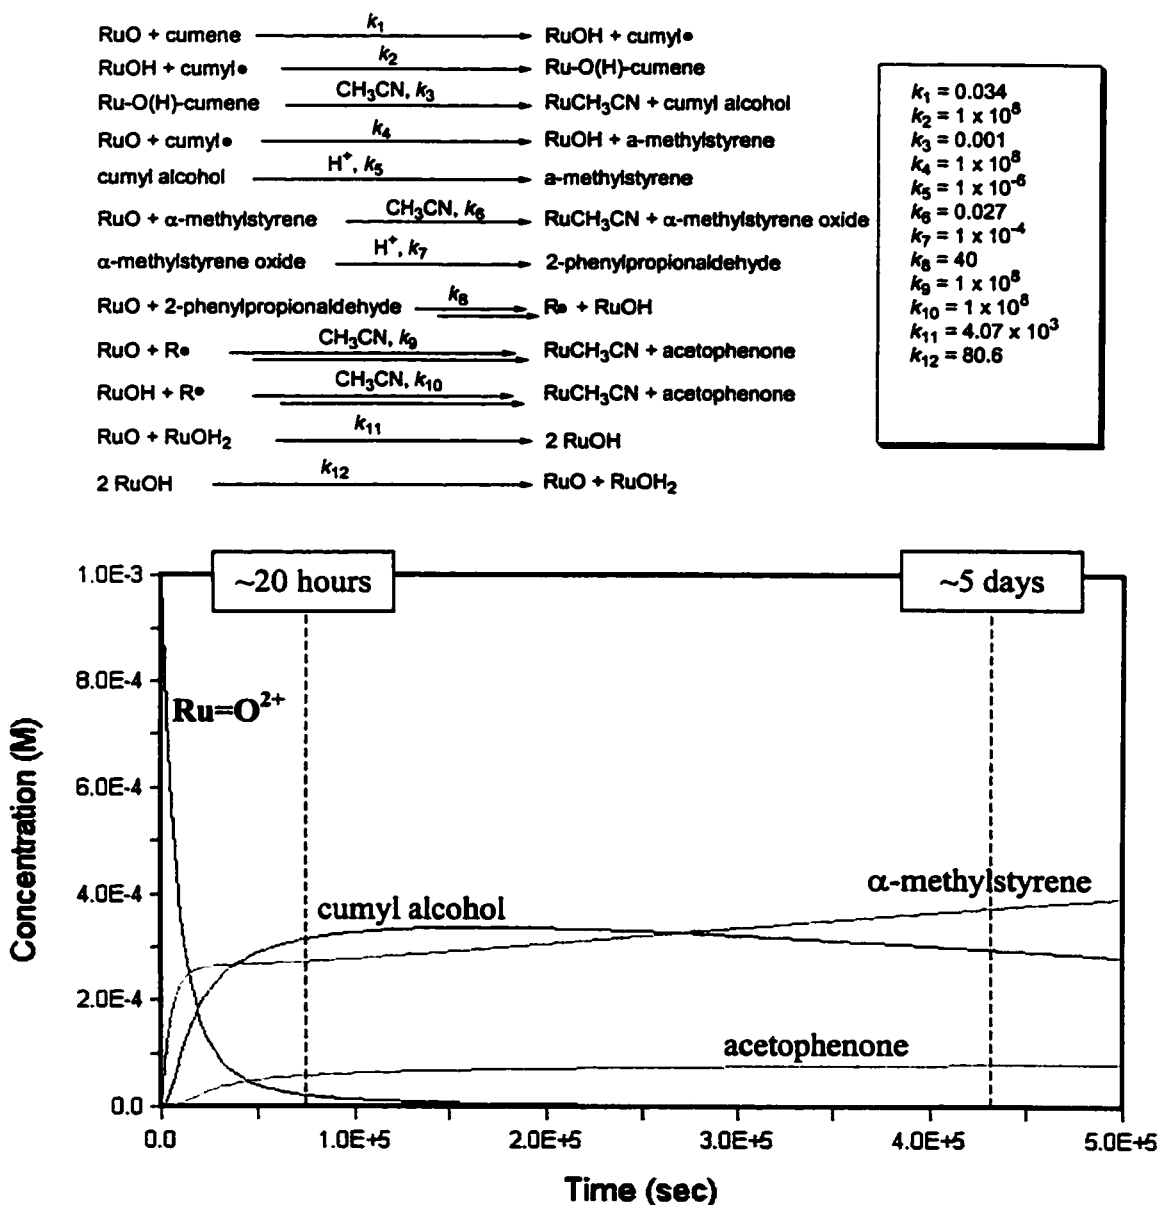 RuO + cumene k1 RuOH + cumyl•
RuOH + cumyl• k2 Ru-O(H)-cumene
Ru-O(H)-cumene CH3CN, k3 RuCH3CN + cumyl alcohol
RuO + cumyl• k4 RuOH + a-methylstyrene
cumyl alcohol H+, k5 a-methylstyrene
RuO + α-methylstyrene CH3CN, k6 RuCH3CN + α-methylstyrene oxide
α-methylstyrene oxide H+, k7 2-phenylpropionaldehyde
RuO + 2-phenylpropionaldehyde k8 R• + RuOH
RuO + R• CH3CN, k9 RuCH3CN + acetophenone
RuOH + R• CH3CN, k10 RuCH3CN + acetophenone
RuO + RuOH2 k11 2 RuOH
2 RuOH k12 RuO + RuOH2
k1 = 0.034
k2 = 1 x 10^8
k3 = 0.001
k4 = 1 x 10^8
k5 = 1 x 10^-6
k6 = 0.027
k7 = 1 x 10^-4
k8 = 40
k9 = 1 x 10^8
k10 = 1 x 10^8
k11 = 4.07 x 10^3
k12 = 80.6
~20 hours
~5 days
1.0E-3
8.0E-4
6.0E-4
4.0E-4
2.0E-4
0.0
Concentration (M)
Ru=O2+
α-methylstyrene
cumyl alcohol
acetophenone
0.0 1.0E+5 2.0E+5 3.0E+5 4.0E+5 5.0E+5
Time (sec)